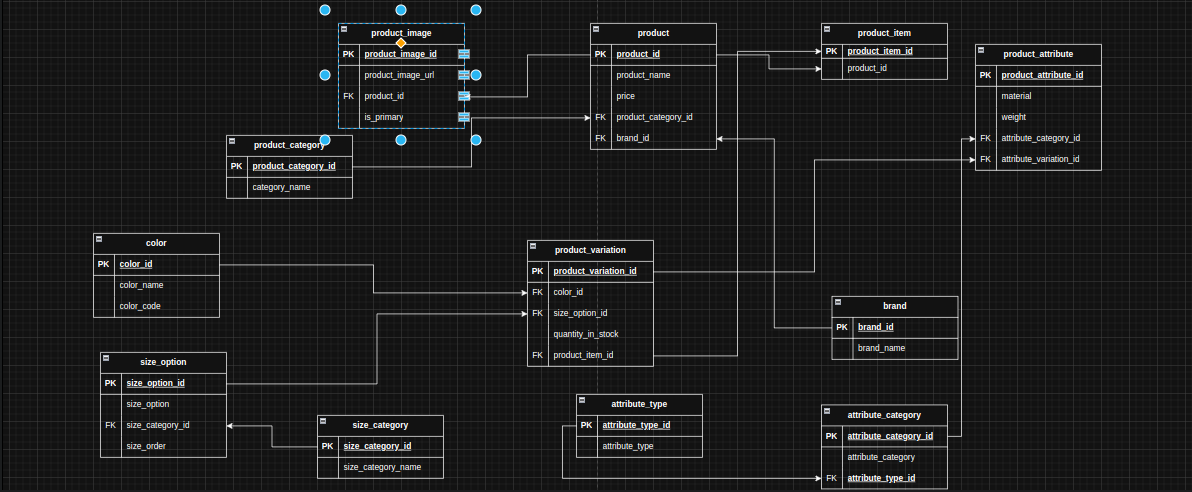 product_image
PK product_image_id
product_image_url
FK product_id
is_primary
product
PK product_id
product_name
price
FK product_category_id
FK brand_id
product_item
PK product_item_id
product_id
product_attribute
PK product_attribute_id
material
weight
FK attribute_category_id
FK attribute_variation_id
product_category
PK product_category_id
category_name
color
PK color_id
color_name
color_code
product_variation
PK product_variation_id
FK color_id
FK size_option_id
quantity_in_stock
FK product_item_id
brand
PK brand_id
brand_name
size_option
PK size_option_id
size_option
FK size_category_id
size_order
size_category
PK size_category_id
size_category_name
attribute_type
PK attribute_type_id
attribute_type
attribute_category
PK attribute_category_id
attribute_category
FK attribute_type_id